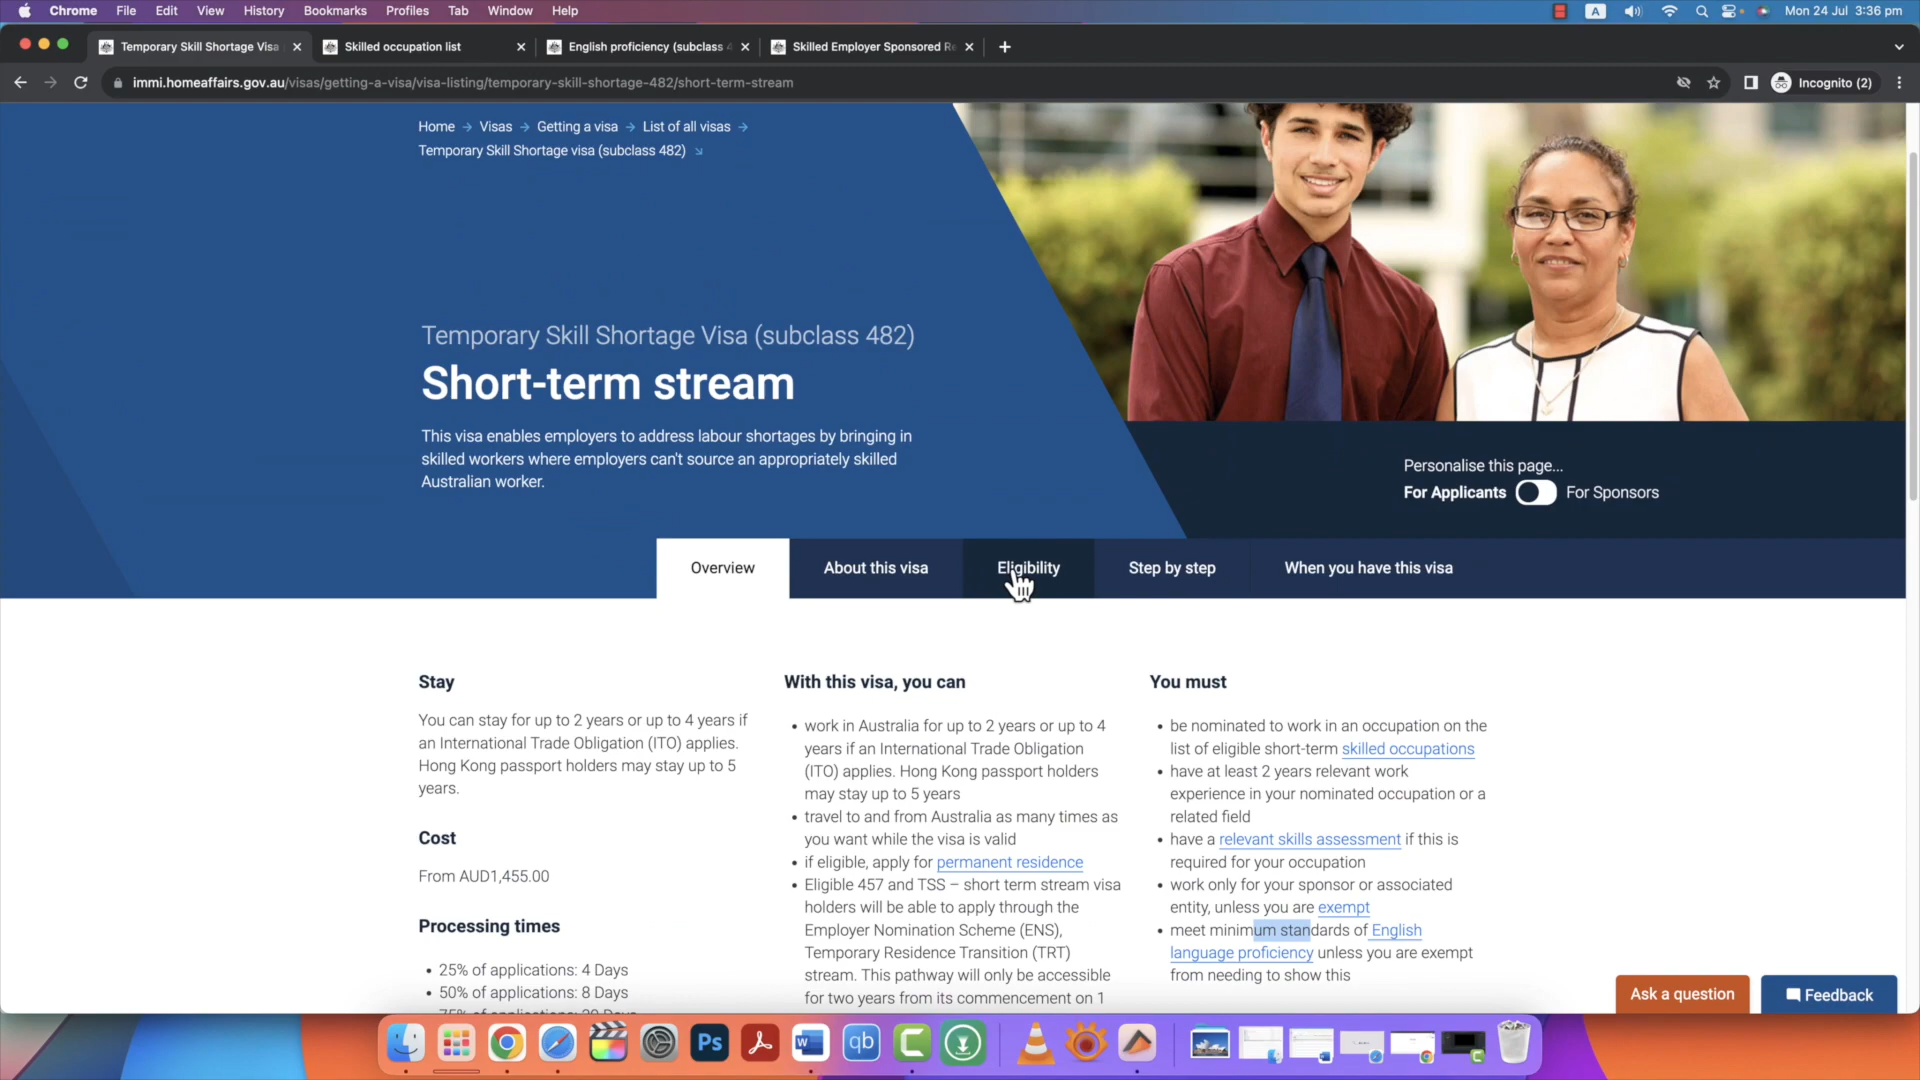 Chrome File Edit View History Bookmarks Profiles Tab Window Help
A Mon 24 Jul 3:36 pm
Temporary Skill Shortage Visa
Skilled occupation list
English proficiency (subclass 4
Skilled Employer Sponsored Re
immi.homeaffairs.gov.au/visas/getting-a-visa/visa-listing/temporary-skill-shortage-482/short-term-stream
Incognito (2)
Home → Visas → Getting a visa → List of all visas →
Temporary Skill Shortage visa (subclass 482)
Temporary Skill Shortage Visa (subclass 482)
Short-term stream
This visa enables employers to address labour shortages by bringing in
skilled workers where employers can't source an appropriately skilled
Australian worker.
Personalise this page...
For Applicants For Sponsors
Overview About this visa Eligibility Step by step When you have this visa
Stay
You can stay for up to 2 years or up to 4 years if
an International Trade Obligation (ITO) applies.
Hong Kong passport holders may stay up to 5
years.
Cost
From AUD1,455.00
Processing times
• 25% of applications: 4 Days
• 50% of applications: 8 Days
With this visa, you can
• work in Australia for up to 2 years or up to 4
years if an International Trade Obligation
(ITO) applies. Hong Kong passport holders
may stay up to 5 years
• travel to and from Australia as many times as
you want while the visa is valid
• if eligible, apply for permanent residence
• Eligible 457 and TSS – short term stream visa
holders will be able to apply through the
Employer Nomination Scheme (ENS),
Temporary Residence Transition (TRT)
stream. This pathway will only be accessible
for two years from its commencement on 1
You must
• be nominated to work in an occupation on the
list of eligible short-term skilled occupations
• have at least 2 years relevant work
experience in your nominated occupation or a
related field
• have a relevant skills assessment if this is
required for your occupation
• work only for your sponsor or associated
entity, unless you are exempt
• meet minimum standards of English
language proficiency unless you are exempt
from needing to show this
Ask a question
Feedback
Ps
W
qb